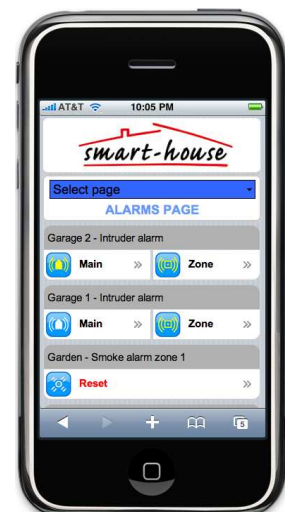 AT&T 10:05 PM
smart-house
Select page
ALARMS PAGE
Garage 2 - Intruder alarm
Main » Zone »
Garage 1 - Intruder alarm
Main » Zone »
Garden - Smoke alarm zone 1
Reset »
5